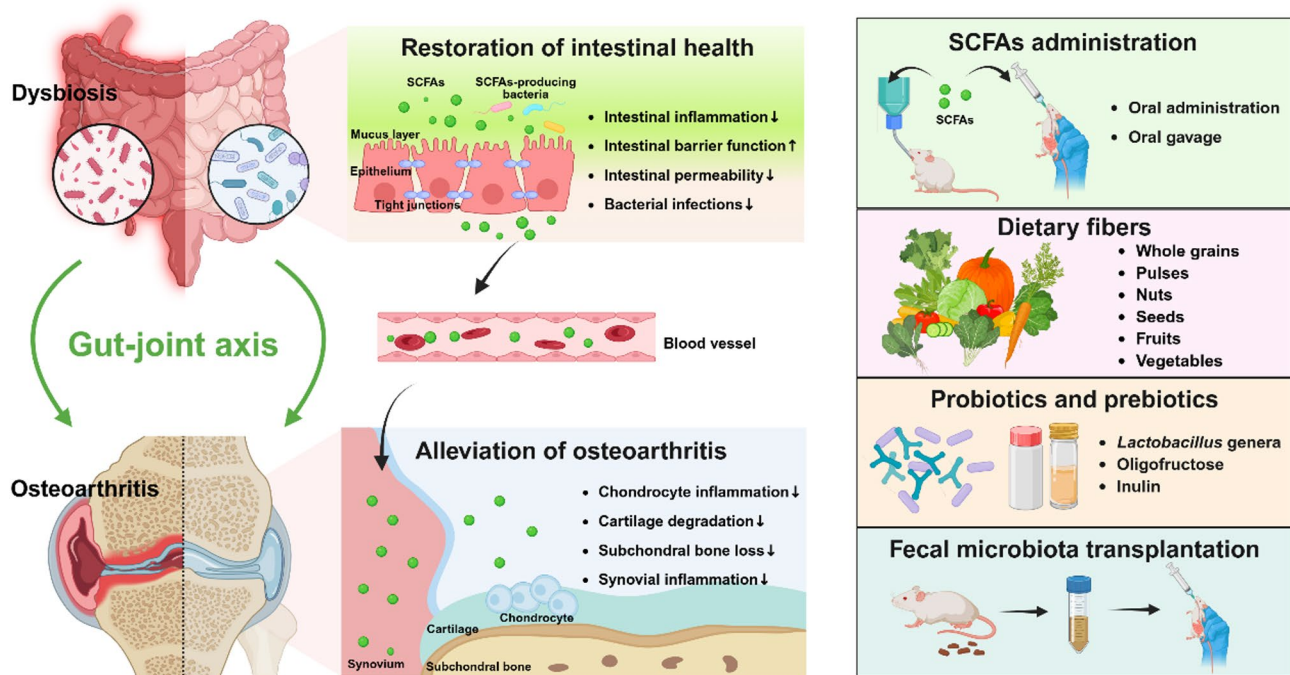 Dysbiosis
Gut-joint axis
Osteoarthritis
Restoration of intestinal health
SCFAs
SCFAs-producing
bacteria
Mucus layer
Epithelium
Tight junctions
• Intestinal inflammation↓
• Intestinal barrier function↑
• Intestinal permeability↓
• Bacterial infections↓
Blood vessel
Alleviation of osteoarthritis
• Chondrocyte inflammation↓
• Cartilage degradation↓
• Subchondral bone loss↓
• Synovial inflammation↓
Chondrocyte
Cartilage
Synovium
Subchondral bone
SCFAs administration
SCFAs
• Oral administration
• Oral gavage
Dietary fibers
• Whole grains
• Pulses
• Nuts
• Seeds
• Fruits
• Vegetables
Probiotics and prebiotics
• Lactobacillus genera
• Oligofructose
• Inulin
Fecal microbiota transplantation